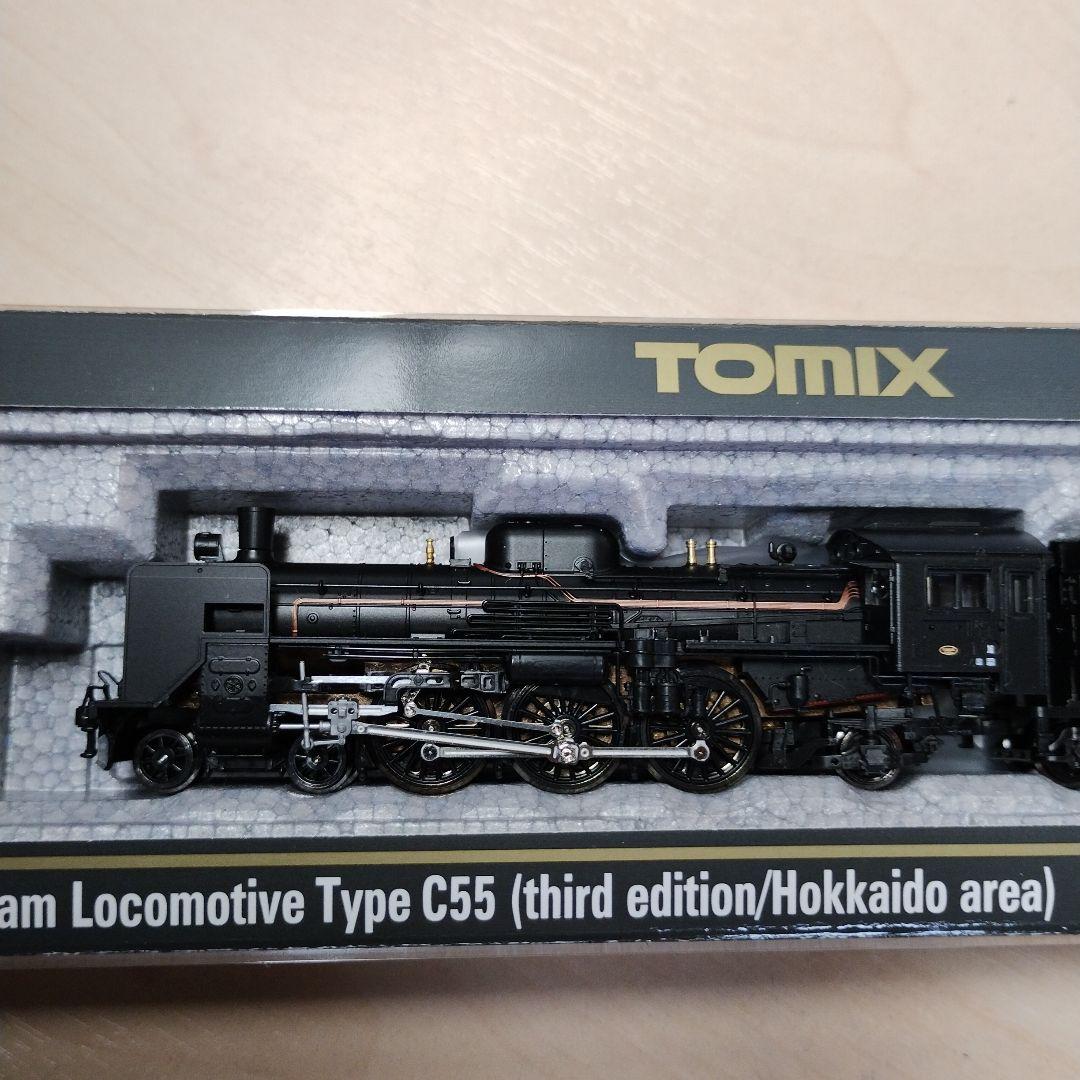 TOMIX
am Locomotive Type C55 (third edition/Hokkaido area)